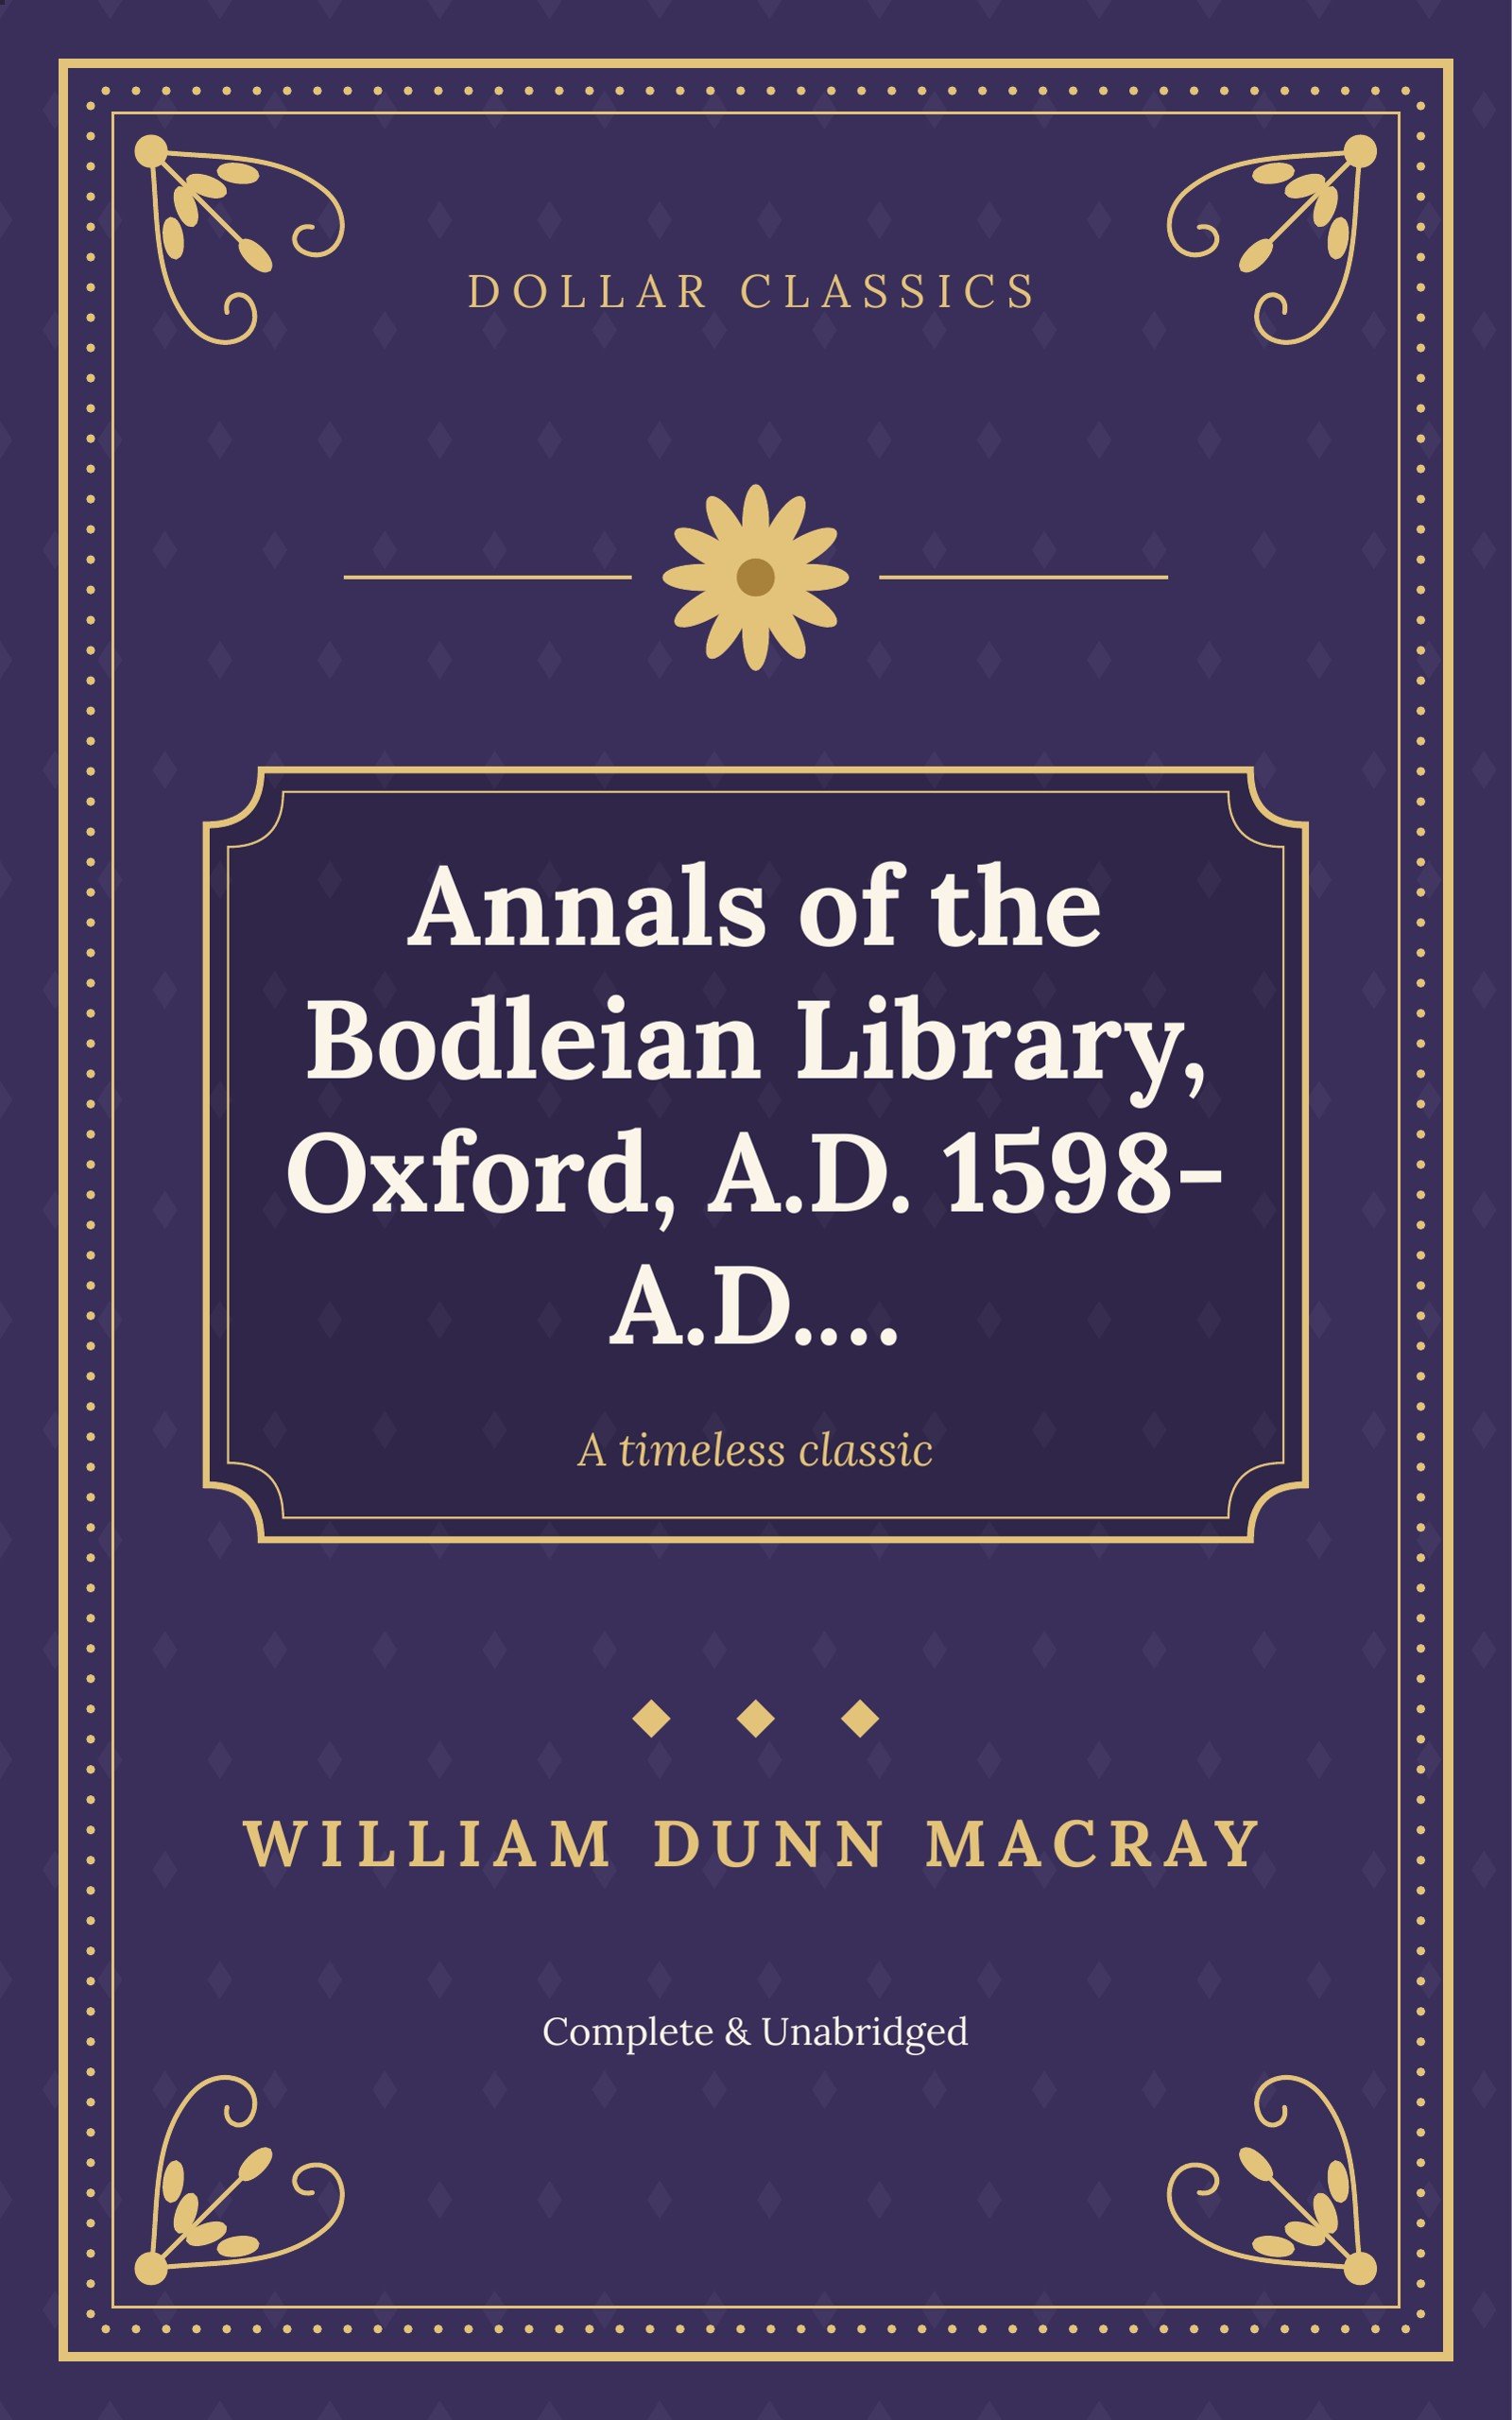 DOLLAR CLASSICS
Annals of the
Bodleian Library,
Oxford, A.D. 1598–
A.D....
A timeless classic
WILLIAM DUNN MACRAY
Complete & Unabridged